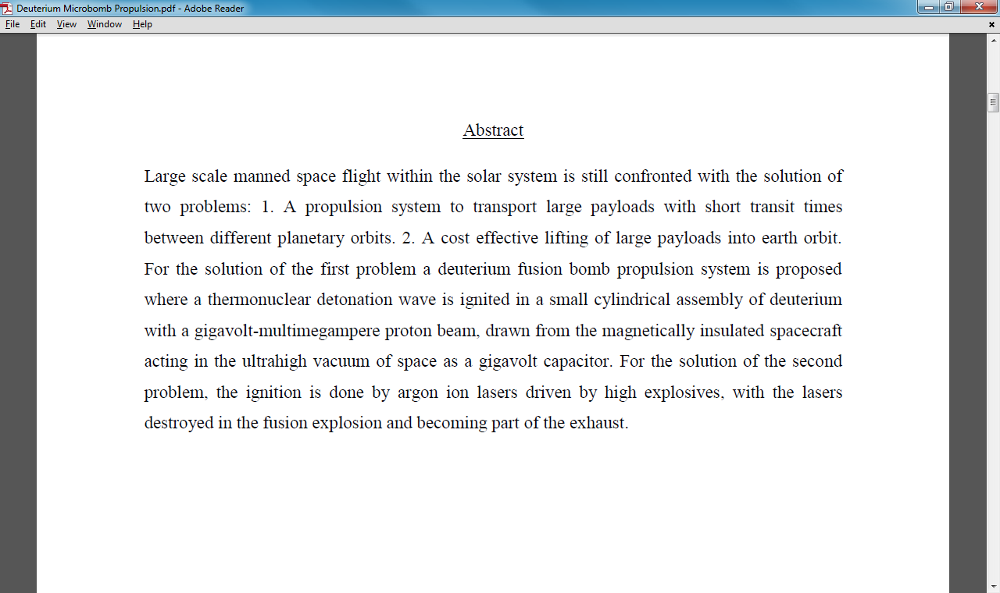 Deuterium Microbomb Propulsion.pdf - Adobe Reader
File Edit View Window Help
Abstract
Large scale manned space flight within the solar system is still confronted with the solution of
two problems: 1. A propulsion system to transport large payloads with short transit times
between different planetary orbits. 2. A cost effective lifting of large payloads into earth orbit.
For the solution of the first problem a deuterium fusion bomb propulsion system is proposed
where a thermonuclear detonation wave is ignited in a small cylindrical assembly of deuterium
with a gigavolt-multimegampere proton beam, drawn from the magnetically insulated spacecraft
acting in the ultrahigh vacuum of space as a gigavolt capacitor. For the solution of the second
problem, the ignition is done by argon ion lasers driven by high explosives, with the lasers
destroyed in the fusion explosion and becoming part of the exhaust.